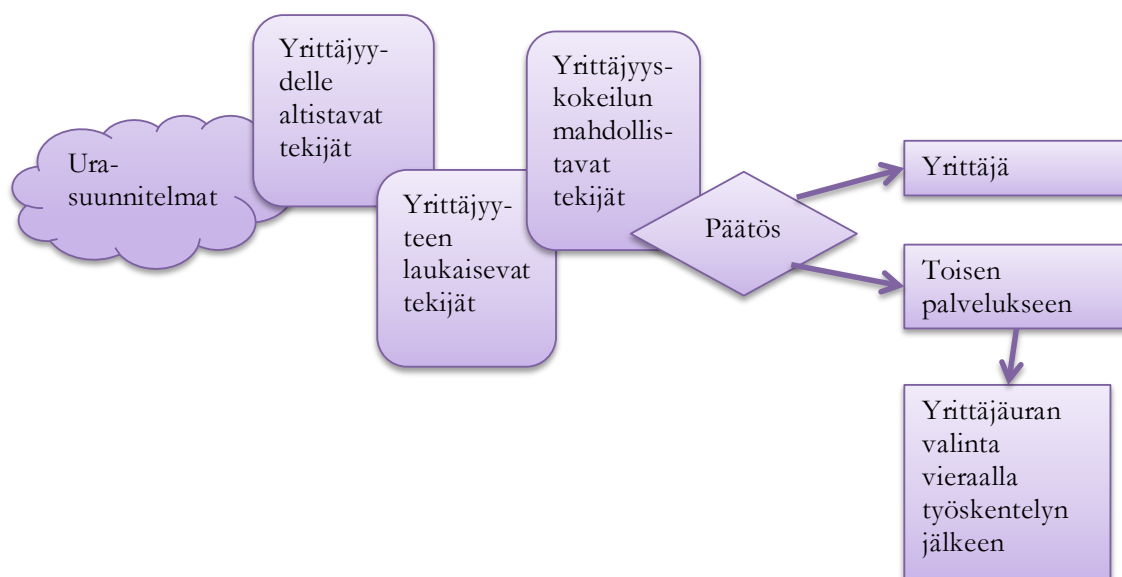 Ura-
suunnitelmat
Yrittäjyy-
delle
altistavat
tekijät
Yrittäjyy-
teen
laukaisevat
tekijät
Yrittäjyys-
kokeilun
mahdollis-
tavat
tekijät
Päätös
Yrittäjä
Toisen
palvelukseen
Yrittäjäuran
valinta
vieraalla
työskentelyn
jälkeen